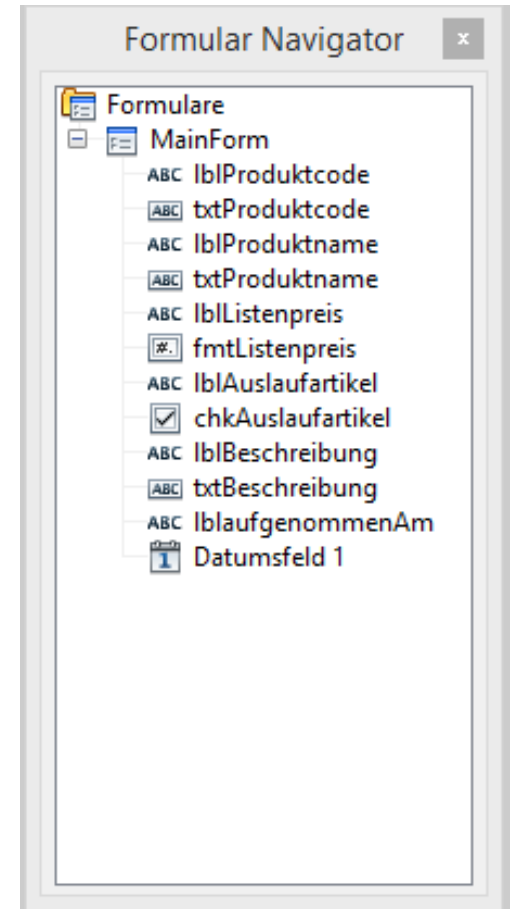 Formular Navigator x
Formulare
MainForm
ABC lblProduktcode
ABC txtProduktcode
ABC lblProduktname
ABC txtProduktname
ABC lblListenpreis
#. fmtListenpreis
ABC lblAuslaufartikel
chkAuslaufartikel
ABC lblBeschreibung
ABC txtBeschreibung
ABC lblaufgenommenAm
1 Datumsfeld 1